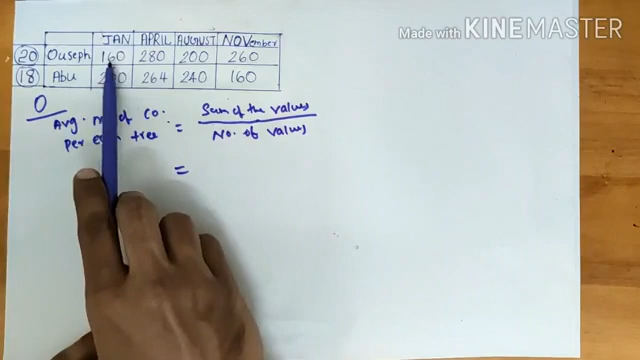 Made with KINEMASTER
JAN APRIL AUGUST NOVember
20 Ouseph 160 280 200 260
18 Abu 264 240 160
O
Avg. of co. = Sum of the values
per tree No. of values
=